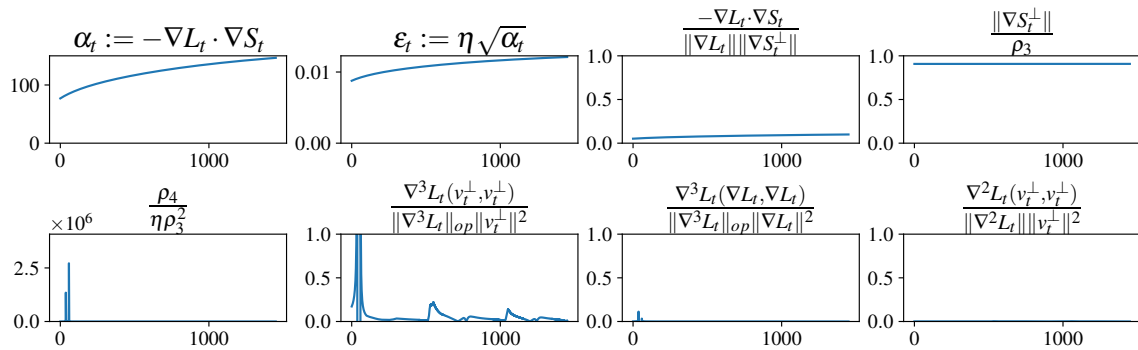 α_t := −∇L_t · ∇S_t
100
0
0 1000
ε_t := η√α_t
0.01
0.00
0 1000
−∇L_t·∇S_t
‖∇L_t‖‖∇S_t^⊥‖
1.0
0.5
0.0
0 1000
‖∇S_t^⊥‖
ρ_3
1.0
0.5
0.0
0 1000
ρ_4
ηρ_3^2
×10^6
2.5
0.0
0 1000
∇^3L_t(v_t^⊥,v_t^⊥)
‖∇^3L_t‖_op‖v_t^⊥‖^2
1.0
0.5
0.0
0 1000
∇^3L_t(∇L_t,∇L_t)
‖∇^3L_t‖_op‖∇L_t‖^2
1.0
0.5
0.0
0 1000
∇^2L_t(v_t^⊥,v_t^⊥)
‖∇^2L_t‖‖v_t^⊥‖^2
1.0
0.5
0.0
0 1000